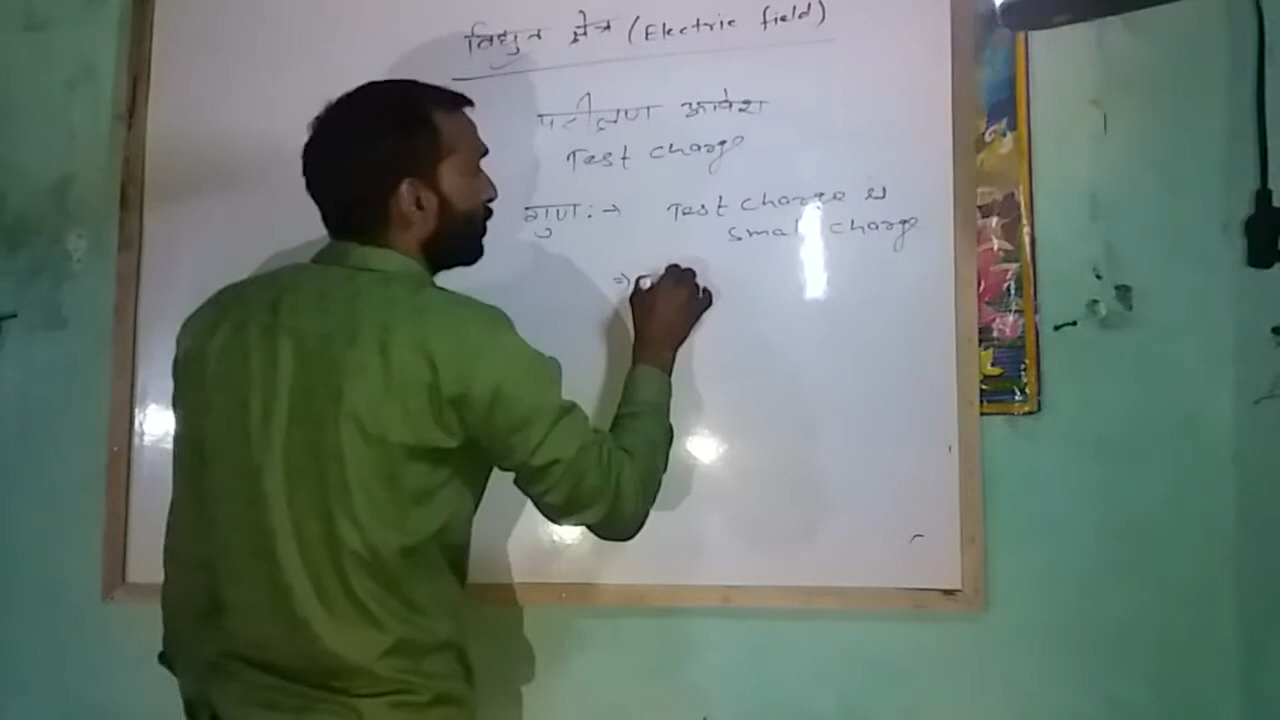 विद्युत क्षेत्र (Electric field)
परीक्षण आवेश
Test charge
गुण :→ Test charge is
small charge
⇒